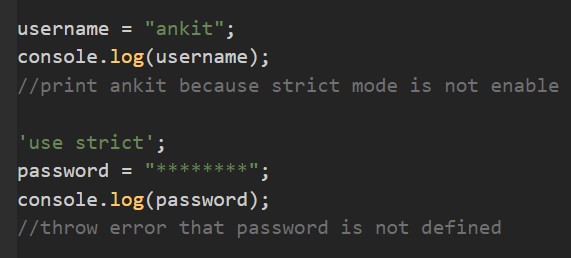 username = "ankit";
console.log(username);
//print ankit because strict mode is not enable
'use strict';
password = "********";
console.log(password);
//throw error that password is not defined